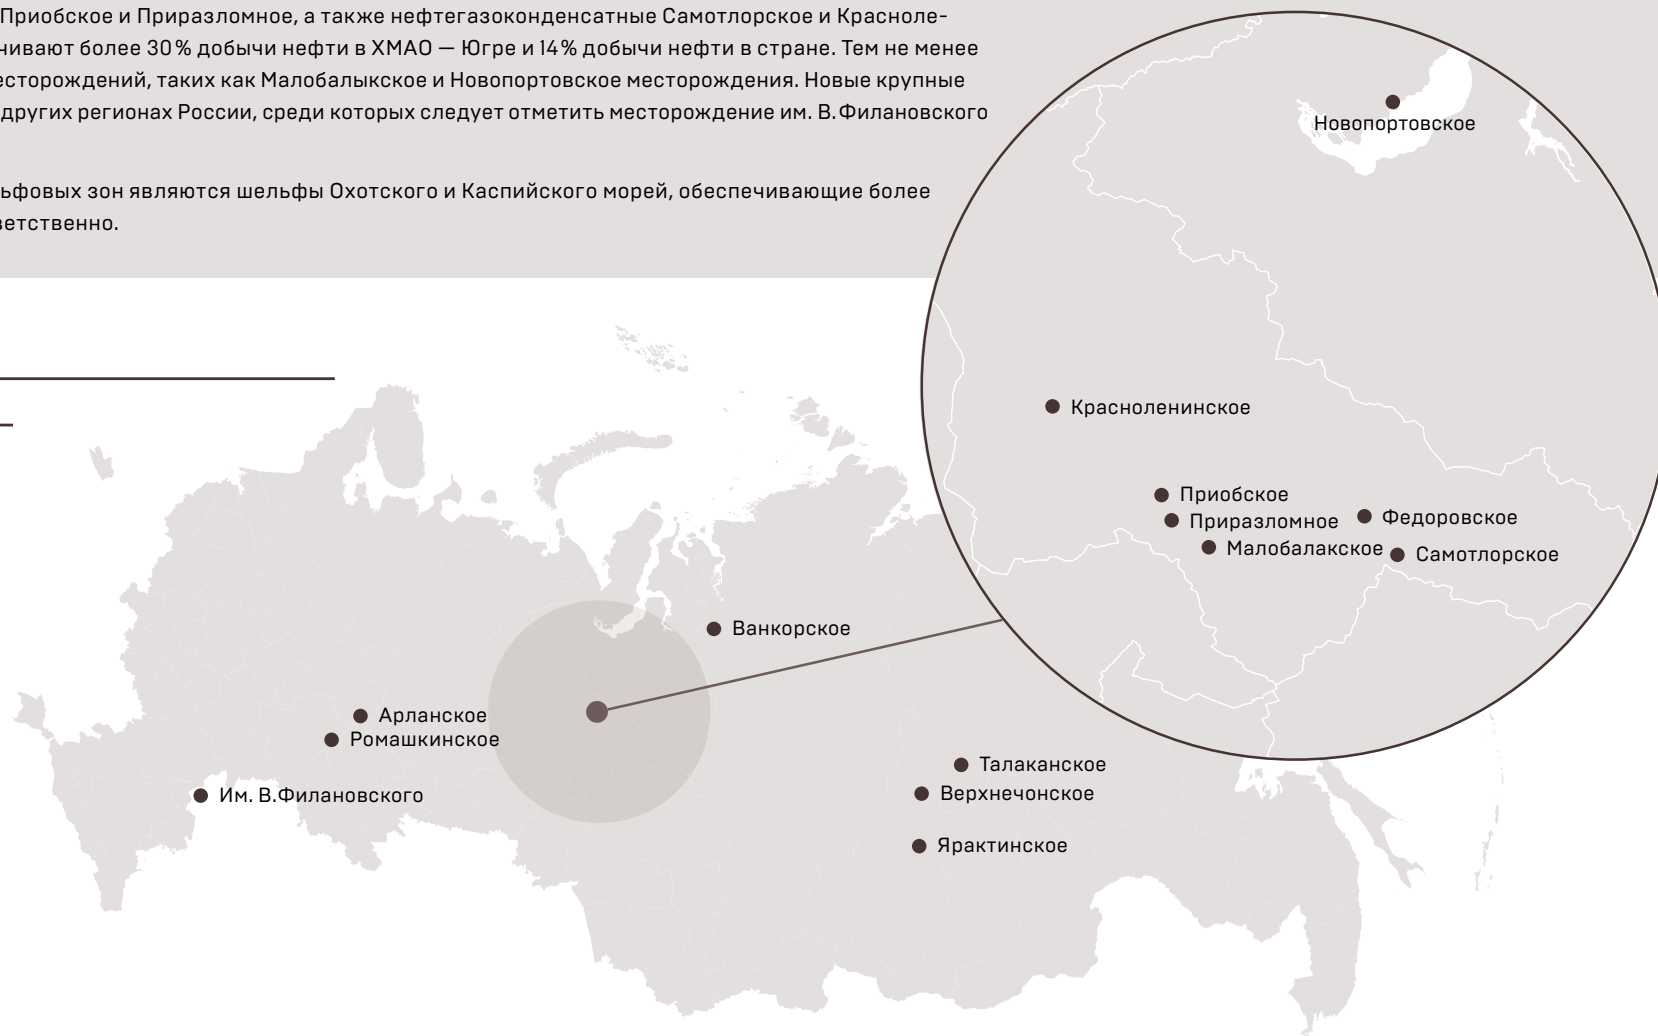 Приобское и Приразломное, а также нефтегазоконденсатные Самотлорское и Красноле-
чивают более 30% добычи нефти в ХМАО — Югре и 14% добычи нефти в стране. Тем не менее
есторождений, таких как Малобалыкское и Новопортовское месторождения. Новые крупные
других регионах России, среди которых следует отметить месторождение им. В.Филановского
ьфовых зон являются шельфы Охотского и Каспийского морей, обеспечивающие более
ветственно.
Новопортовское
Красноленинское
Приобское
Приразломное
Федоровское
Малобалакское
Самотлорское
Ванкорское
Арланское
Ромашкинское
Им. В.Филановского
Талаканское
Верхнечонское
Ярактинское